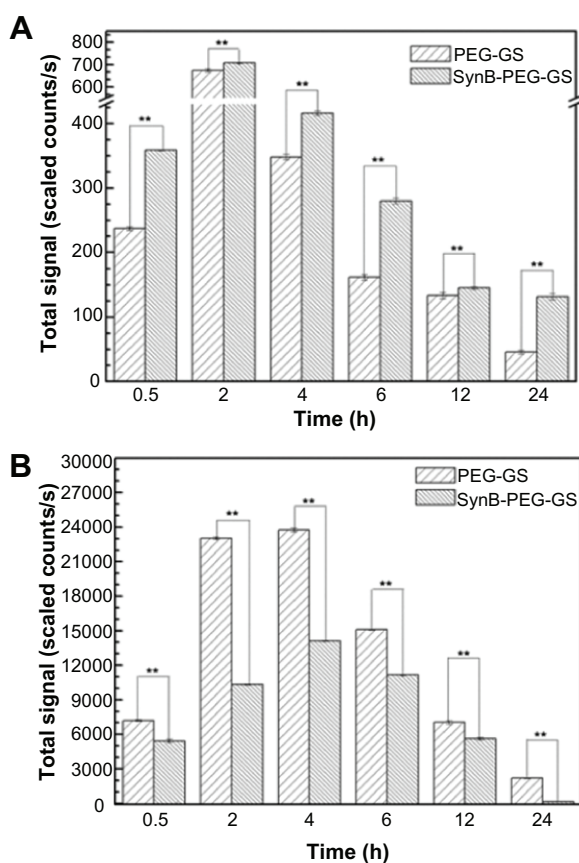 A
Total signal (scaled counts/s)
800
700
600
400
300
200
100
0
PEG-GS
SynB-PEG-GS
**
**
**
**
**
**
0.5 2 4 6 12 24
Time (h)
B
Total signal (scaled counts/s)
30000
27000
24000
21000
18000
15000
12000
9000
6000
3000
0
PEG-GS
SynB-PEG-GS
**
**
**
**
**
**
0.5 2 4 6 12 24
Time (h)